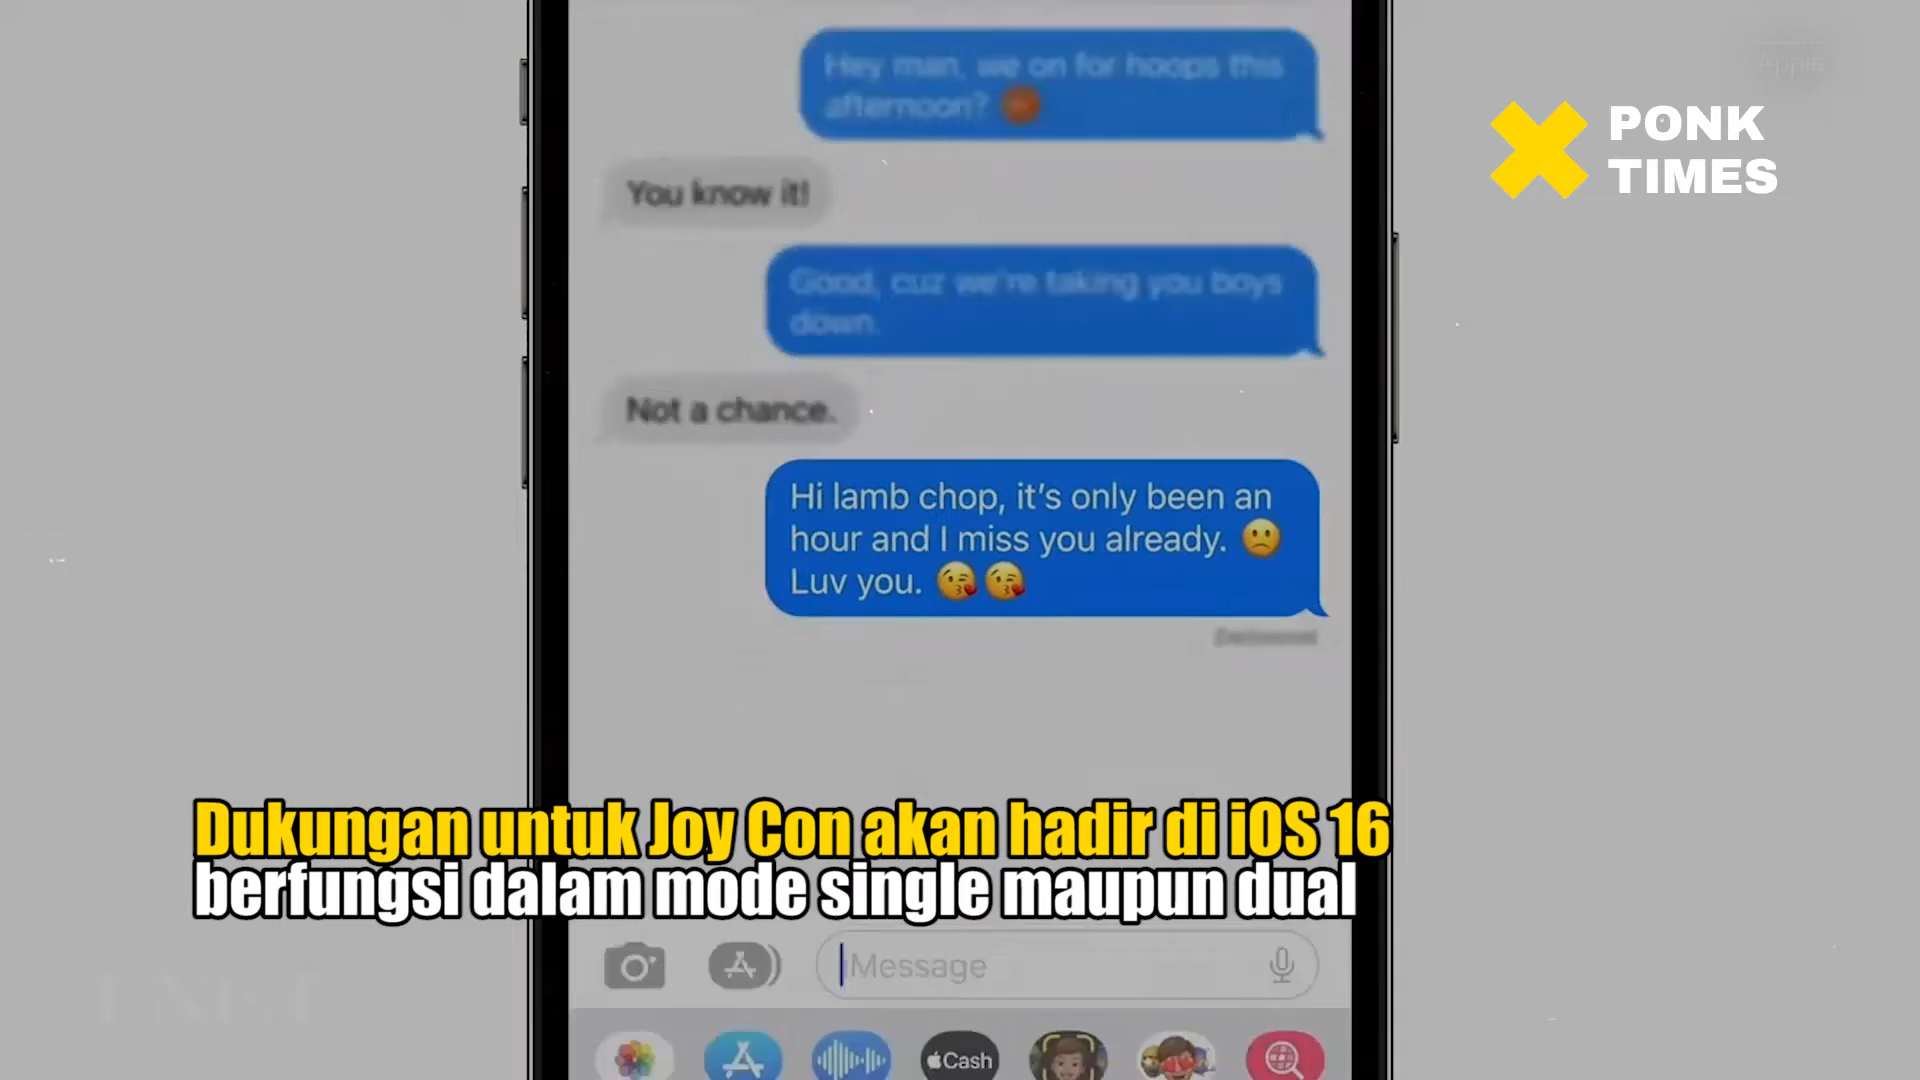 Hey man, we on for hoops this
afternoon?
PONK
TIMES
You know it!
Good, cuz we're taking you boys
down.
Not a chance.
Hi lamb chop, it's only been an
hour and I miss you already. 🙁
Luv you. 😘😘
Delivered
Dukungan untuk Joy Con akan hadir di iOS 16
berfungsi dalam mode single maupun dual
Message
Cash